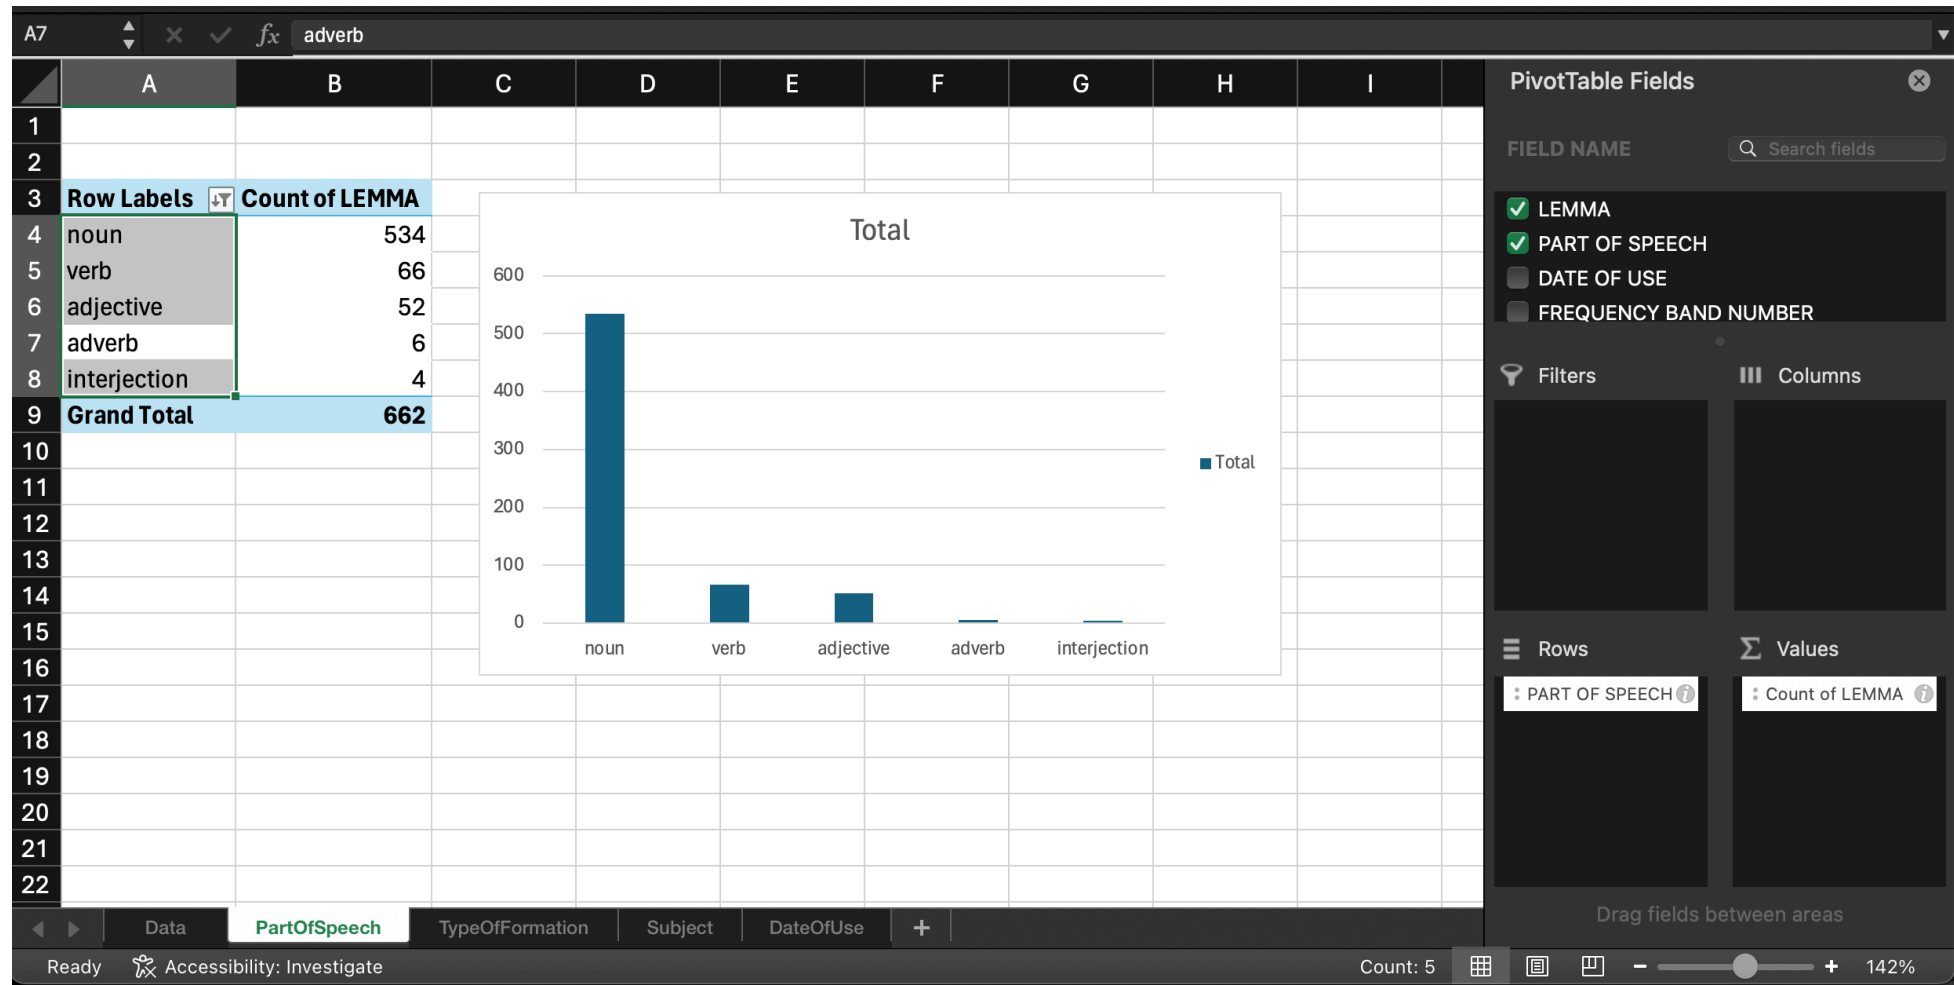 A7 fx adverb
A B C D E F G H I
1
2
3 Row Labels Count of LEMMA
4 noun 534
5 verb 66
6 adjective 52
7 adverb 6
8 interjection 4
9 Grand Total 662
10
11
12
13
14
15
16
17
18
19
20
21
22
Total
600
500
400
300
200
100
0
noun verb adjective adverb interjection
Total
PivotTable Fields
FIELD NAME Search fields
LEMMA
PART OF SPEECH
DATE OF USE
FREQUENCY BAND NUMBER
Filters Columns
Rows Values
PART OF SPEECH Count of LEMMA
Drag fields between areas
Data PartOfSpeech TypeOfFormation Subject DateOfUse +
Ready Accessibility: Investigate Count: 5 - + 142%